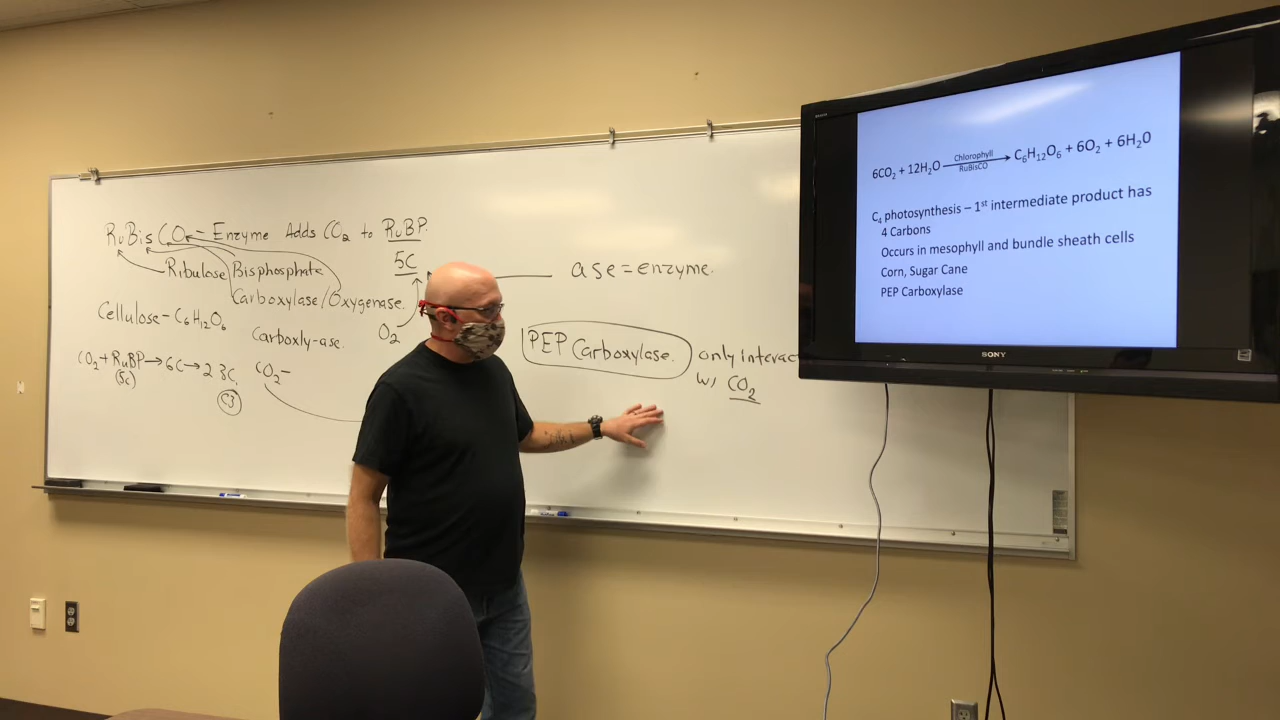 RuBisCO - Enzyme Adds CO₂ to RuBP.
Ribulose Bisphosphate
Carboxylase/Oxygenase.
5C
O₂
ase = enzyme.
Cellulose - C₆H₁₂O₆
Carboxly-ase.
CO₂ + RuBP → 6C → 2 3C.
(5C)
C3
CO₂-
PEP Carboxylase.
only interac
w/ CO₂
6CO₂ + 12H₂O Chlorophyll RuBisCO → C₆H₁₂O₆ + 6O₂ + 6H₂O
C₄ photosynthesis – 1st intermediate product has
4 Carbons
Occurs in mesophyll and bundle sheath cells
Corn, Sugar Cane
PEP Carboxylase
SONY